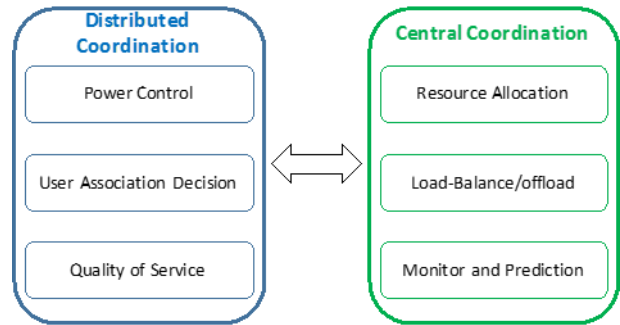 Distributed
Coordination
Power Control
User Association Decision
Quality of Service
Central Coordination
Resource Allocation
Load-Balance/offload
Monitor and Prediction